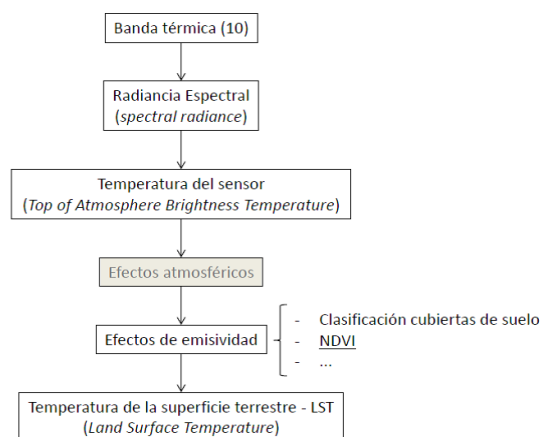 Banda térmica (10)
Radiancia Espectral
(spectral radiance)
Temperatura del sensor
(Top of Atmosphere Brightness Temperature)
Efectos atmosféricos
Efectos de emisividad
- Clasificación cubiertas de suelo
- NDVI
- ...
Temperatura de la superficie terrestre - LST
(Land Surface Temperature)